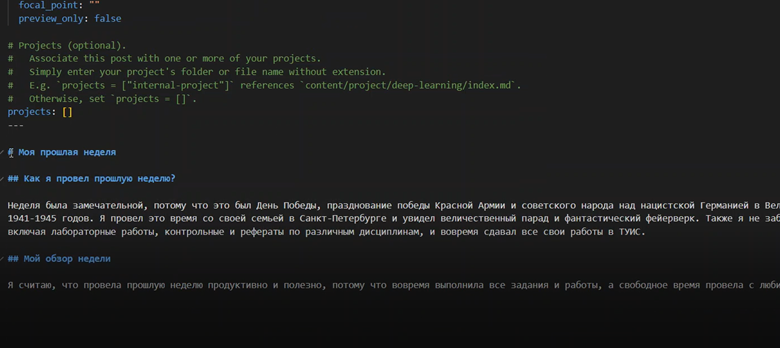 focal_point: ""
preview_only: false
# Projects (optional).
#   Associate this post with one or more of your projects.
#   Simply enter your project's folder or file name without extension.
#   E.g. `projects = ["internal-project"]` references `content/project/deep-learning/index.md`.
#   Otherwise, set `projects = []`.
projects: []
---
# Моя прошлая неделя
## Как я провел прошлую неделю?
Неделя была замечательной, потому что это был День Победы, празднование победы Красной Армии и советского народа над нацистской Германией в
1941-1945 годов. Я провел это время со своей семьей в Санкт-Петербурге и увидел величественный парад и фантастический фейерверк. Также я не
включая лабораторные работы, контрольные и рефераты по различным дисциплинам, и вовремя сдавал все свои работы в ТУИС.
## Мой обзор недели
Я считаю, что провела прошлую неделю продуктивно и полезно, потому что вовремя выполнила все задания и работы, а свободное время провела с